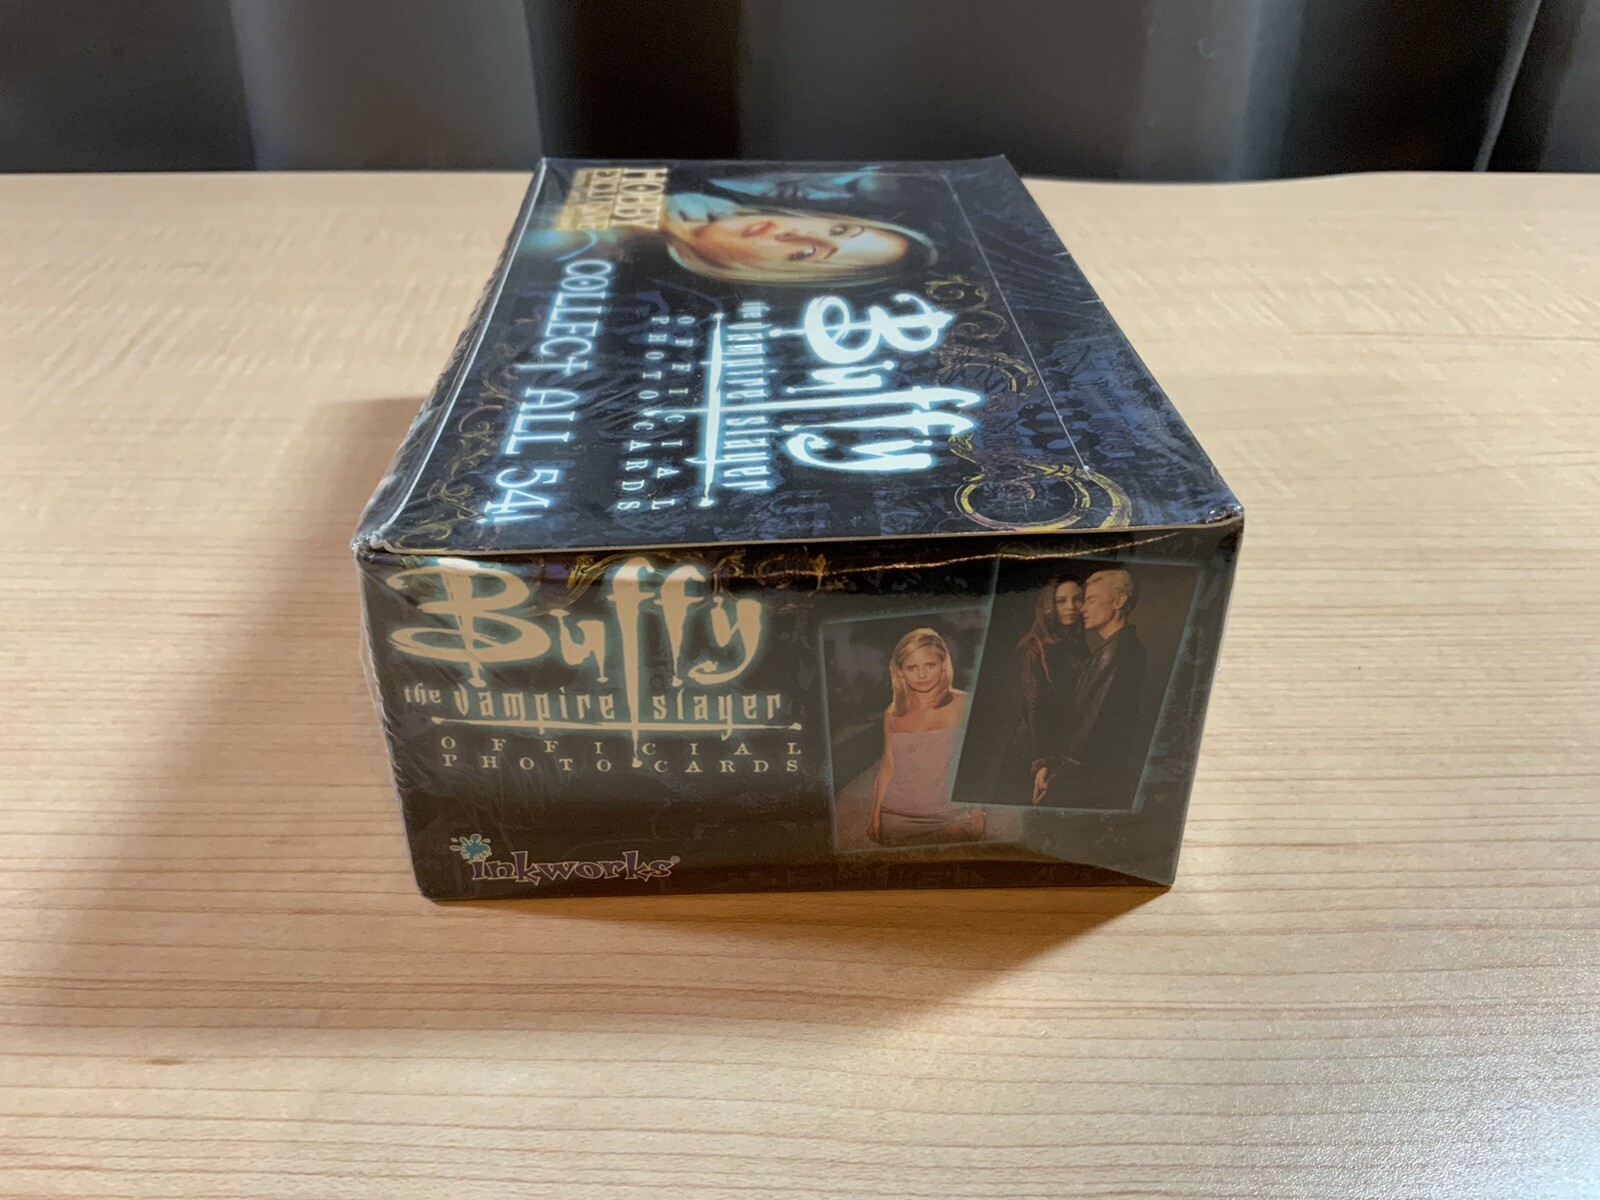 HOBBY
EXCLUSIVE
COLLECT ALL 54!
Buffy
the vampire slayer
OFFICIAL
PHOTO CARDS
Buffy
the vampire slayer
OFFICIAL
PHOTO CARDS
inkworks®